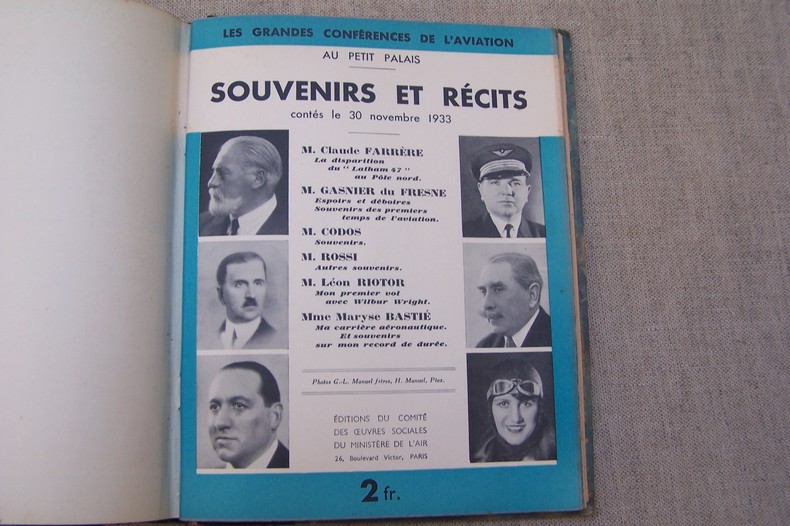 LES GRANDES CONFÉRENCES DE L'AVIATION
AU PETIT PALAIS
SOUVENIRS ET RÉCITS
contés le 30 novembre 1933
M. Claude FARRÈRE
La disparition
du "Latham 47"
au Pôle nord.
M. GASNIER du FRESNE
Espoirs et déboires
Souvenirs des premiers
temps de l'aviation.
M. CODOS
Souvenirs.
M. ROSSI
Autres souvenirs.
M. Léon RIOTOR
Mon premier vol
avec Wilbur Wright.
Mme Maryse BASTIÉ
Ma carrière aéronautique.
Et souvenirs
sur mon record de durée.
Photos G.-L. Manuel frères, H. Manuel, Piaz.
ÉDITIONS DU COMITÉ
DES ŒUVRES SOCIALES
DU MINISTÈRE DE L'AIR
26, Boulevard Victor, PARIS
2 fr.